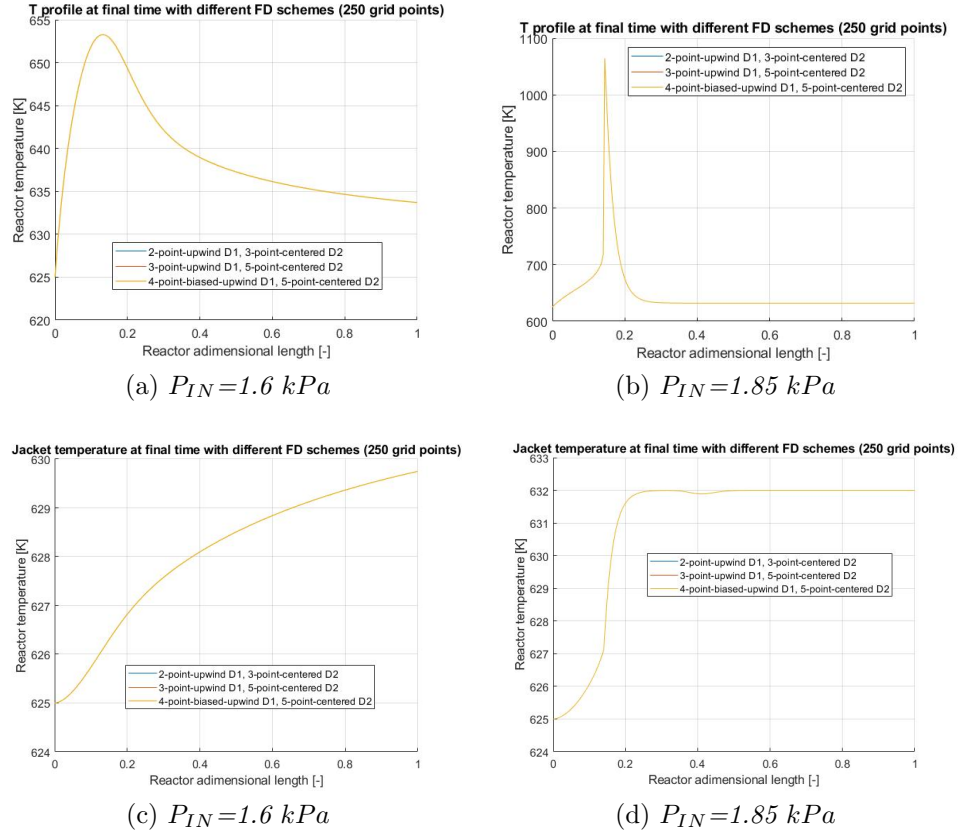 T profile at final time with different FD schemes (250 grid points)
Reactor temperature [K]
655
650
645
640
635
630
625
620
2-point-upwind D1, 3-point-centered D2
3-point-upwind D1, 5-point-centered D2
4-point-biased-upwind D1, 5-point-centered D2
0 0.2 0.4 0.6 0.8 1
Reactor adimensional length [-]
(a) P_IN=1.6 kPa
T profile at final time with different FD schemes (250 grid points)
Reactor temperature [K]
1100
1000
900
800
700
600
2-point-upwind D1, 3-point-centered D2
3-point-upwind D1, 5-point-centered D2
4-point-biased-upwind D1, 5-point-centered D2
0 0.2 0.4 0.6 0.8 1
Reactor adimensional length [-]
(b) P_IN=1.85 kPa
Jacket temperature at final time with different FD schemes (250 grid points)
Reactor temperature [K]
630
629
628
627
626
625
624
2-point-upwind D1, 3-point-centered D2
3-point-upwind D1, 5-point-centered D2
4-point-biased-upwind D1, 5-point-centered D2
0 0.2 0.4 0.6 0.8 1
Reactor adimensional length [-]
(c) P_IN=1.6 kPa
Jacket temperature at final time with different FD schemes (250 grid points)
Reactor temperature [K]
633
632
631
630
629
628
627
626
625
624
2-point-upwind D1, 3-point-centered D2
3-point-upwind D1, 5-point-centered D2
4-point-biased-upwind D1, 5-point-centered D2
0 0.2 0.4 0.6 0.8 1
Reactor adimensional length [-]
(d) P_IN=1.85 kPa